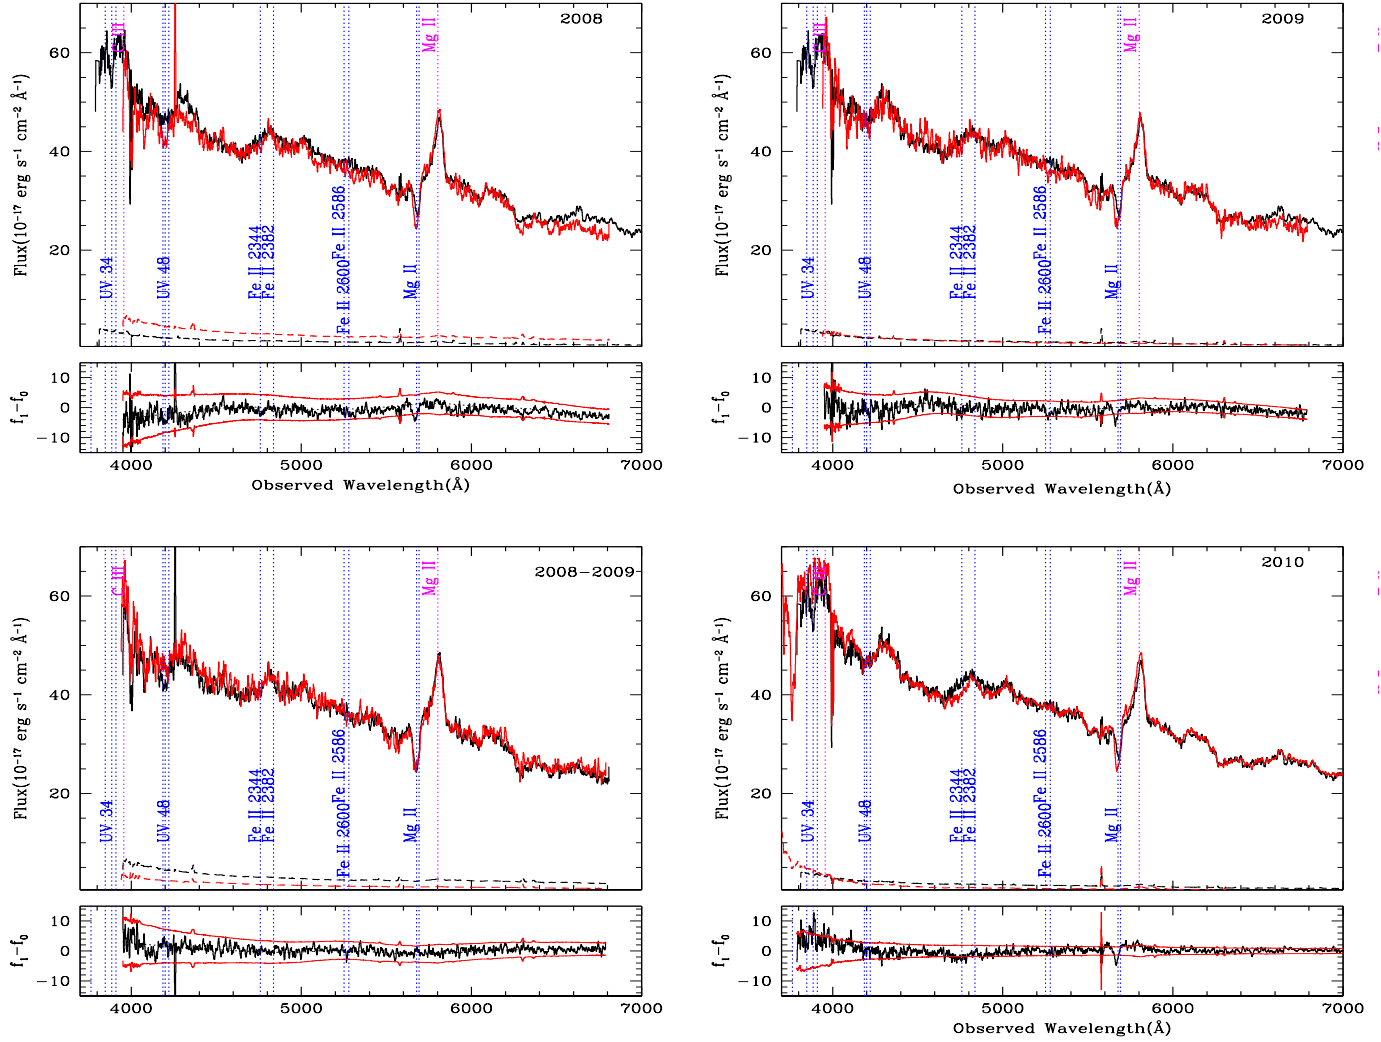 2008
60
40
20
Flux(10⁻¹⁷ erg s⁻¹ cm⁻² Å⁻¹)
C III
Mg II
UV 34
UV 48
Fe II 2344
Fe II 2382
Fe II 2600
Fe II 2586
Mg II
10
0
−10
f₁−f₀
4000 5000 6000 7000
Observed Wavelength(Å)
2009
60
40
20
Flux(10⁻¹⁷ erg s⁻¹ cm⁻² Å⁻¹)
C III
Mg II
UV 34
UV 48
Fe II 2344
Fe II 2382
Fe II 2600
Fe II 2586
Mg II
10
0
−10
f₁−f₀
4000 5000 6000 7000
Observed Wavelength(Å)
2008−2009
60
40
20
Flux(10⁻¹⁷ erg s⁻¹ cm⁻² Å⁻¹)
C III
Mg II
UV 34
UV 48
Fe II 2344
Fe II 2382
Fe II 2600
Fe II 2586
Mg II
10
0
−10
f₁−f₀
4000 5000 6000 7000
2010
60
40
20
Flux(10⁻¹⁷ erg s⁻¹ cm⁻² Å⁻¹)
C III
Mg II
UV 34
UV 48
Fe II 2344
Fe II 2382
Fe II 2600
Fe II 2586
Mg II
10
0
−10
f₁−f₀
4000 5000 6000 7000
Observed Wavelength(Å)